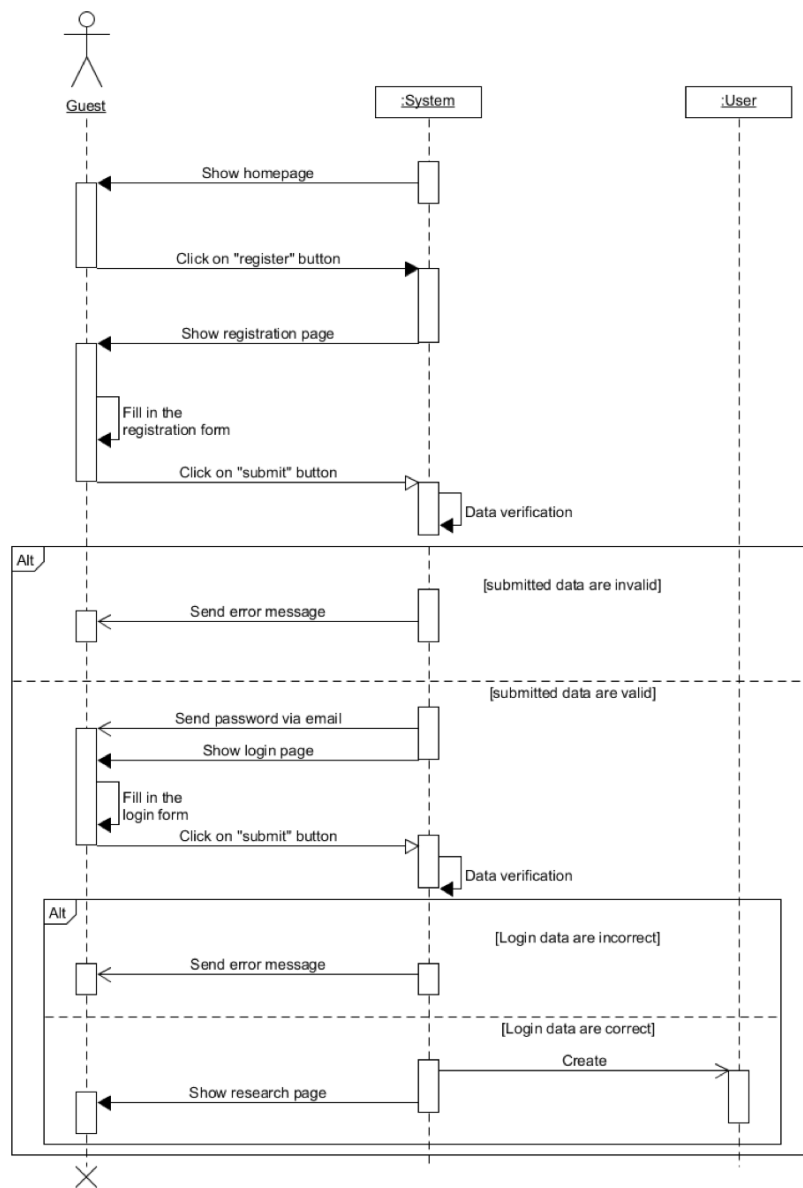 Guest
:System
:User
Show homepage
Click on "register" button
Show registration page
Fill in the
registration form
Click on "submit" button
Data verification
Alt
[submitted data are invalid]
Send error message
[submitted data are valid]
Send password via email
Show login page
Fill in the
login form
Click on "submit" button
Data verification
Alt
[Login data are incorrect]
Send error message
[Login data are correct]
Create
Show research page